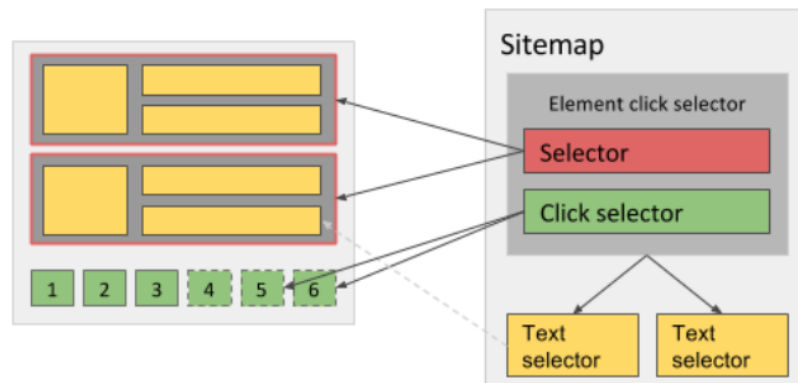 Sitemap
Element click selector
Selector
Click selector
1 2 3 4 5 6
Text Text
selector selector